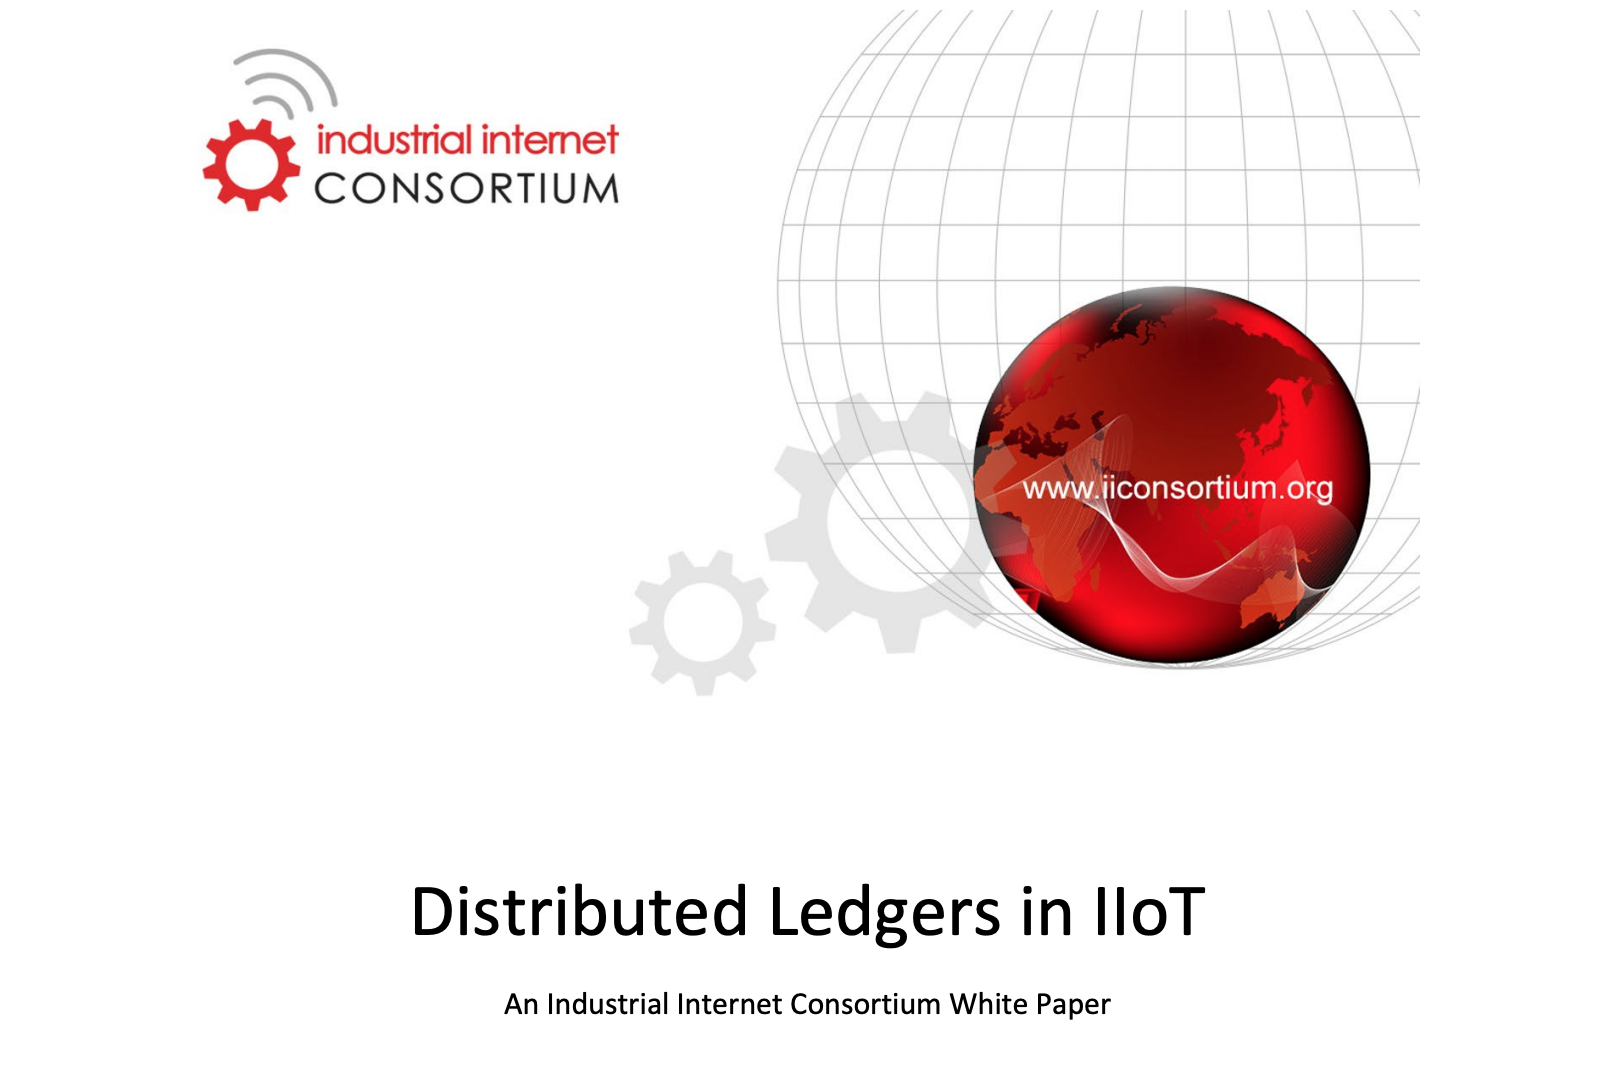 industrial internet
CONSORTIUM
www.iiconsortium.org
Distributed Ledgers in IIoT
An Industrial Internet Consortium White Paper